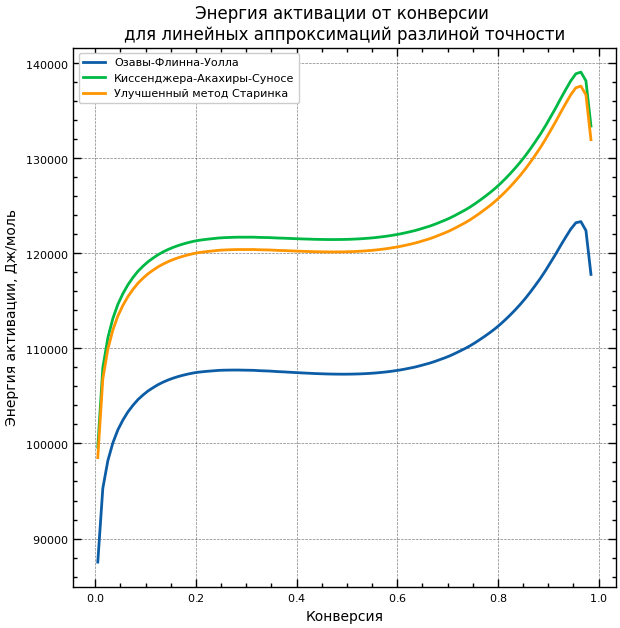 Энергия активации от конверсии
для линейных аппроксимаций разлиной точности
Озавы-Флинна-Уолла
Киссенджера-Акахиры-Суносе
Улучшенный метод Старинка
Энергия активации, Дж/моль
140000
130000
120000
110000
100000
90000
0.0
0.2
0.4
0.6
0.8
1.0
Конверсия